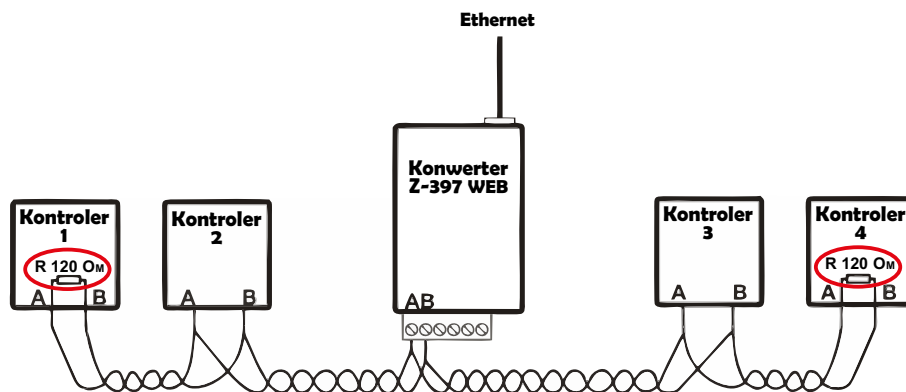 Ethernet
Konwerter
Z-397 WEB
AB
Kontroler
1
R 120 Ом
A B
Kontroler
2
A B
Kontroler
3
A B
Kontroler
4
R 120 Ом
A B